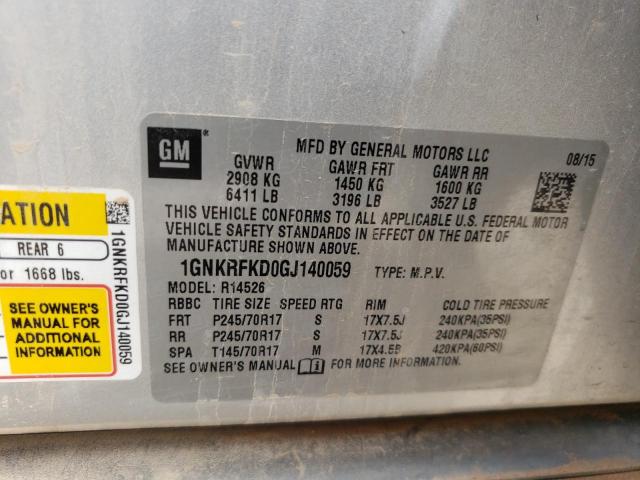 GM
MFD BY GENERAL MOTORS LLC 08/15
GVWR GAWR FRT GAWR RR
2908 KG 1450 KG 1600 KG
6411 LB 3196 LB 3527 LB
THIS VEHICLE CONFORMS TO ALL APPLICABLE U.S. FEDERAL MOTOR
VEHICLE SAFETY STANDARDS IN EFFECT ON THE DATE OF
MANUFACTURE SHOWN ABOVE.
1GNKRFKD0GJ140059 TYPE: M.P.V.
MODEL: R14526
RBBC TIRE SIZE SPEED RTG RIM COLD TIRE PRESSURE
FRT P245/70R17 S 17X7.5J 240KPA(35PSI)
RR P245/70R17 S 17X7.5J 240KPA(35PSI)
SPA T145/70R17 M 17X4.5B 420KPA(60PSI)
SEE OWNER'S MANUAL FOR MORE INFORMATION.
ATION
REAR 6
or 1668 lbs.
SEE OWNER'S
MANUAL FOR
ADDITIONAL
INFORMATION
1GNKRFKD0GJ140059